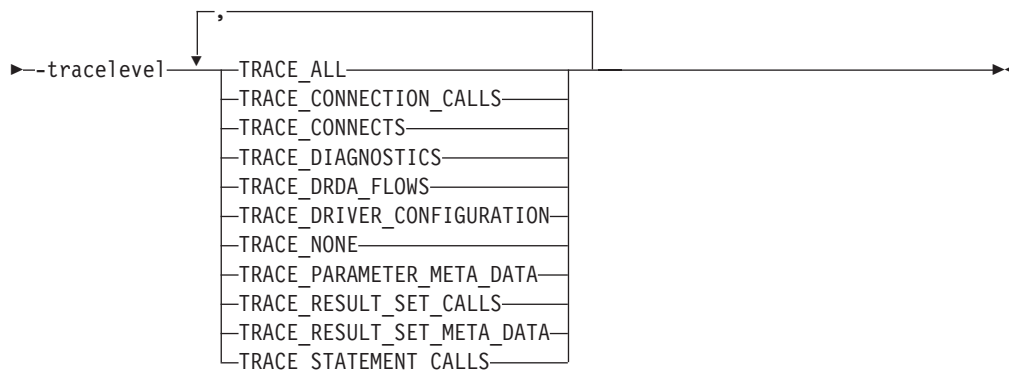 ,
-tracelevel TRACE_ALL
TRACE_CONNECTION_CALLS
TRACE_CONNECTS
TRACE_DIAGNOSTICS
TRACE_DRDA_FLOWS
TRACE_DRIVER_CONFIGURATION
TRACE_NONE
TRACE_PARAMETER_META_DATA
TRACE_RESULT_SET_CALLS
TRACE_RESULT_SET_META_DATA
TRACE_STATEMENT_CALLS